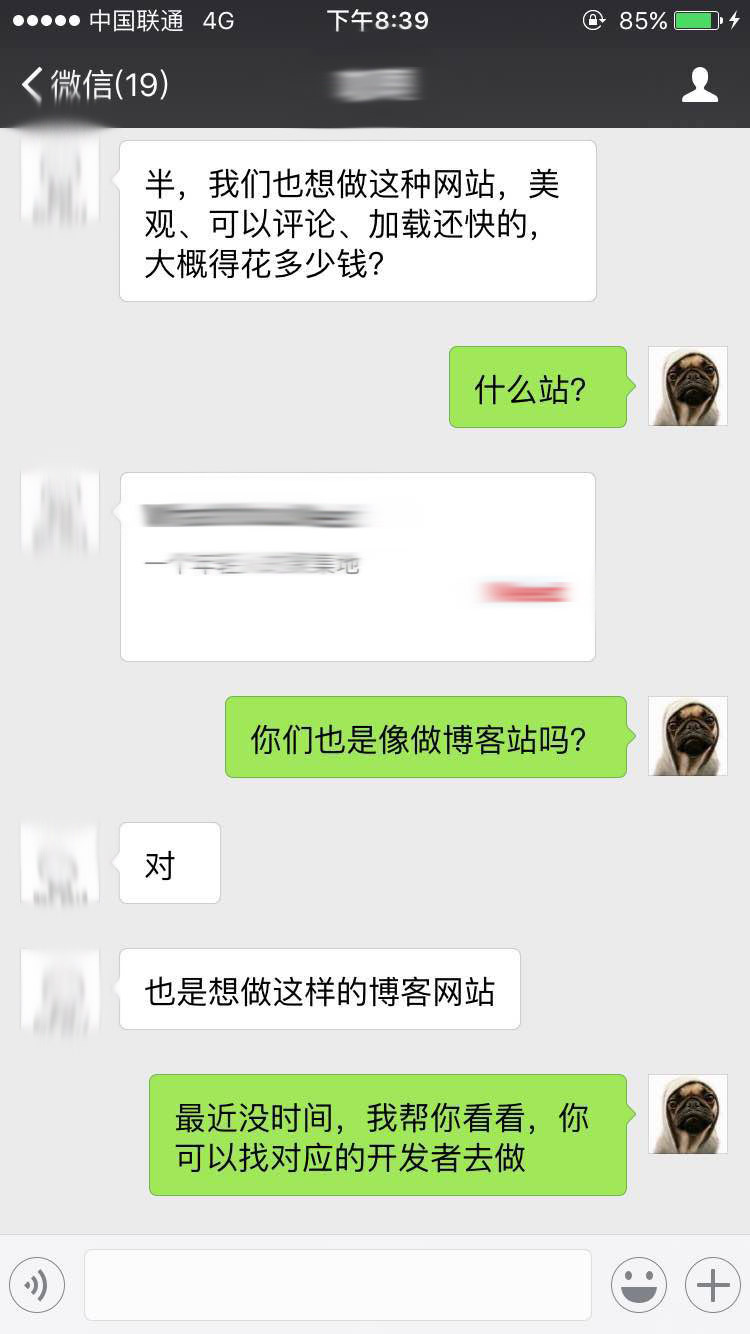 中国联通 4G 下午8:39 85%
微信(19)
半，我们也想做这种网站，美
观、可以评论、加载还快的，
大概得花多少钱？
什么站？
你们也是像做博客站吗？
对
也是想做这样的博客网站
最近没时间，我帮你看看，你
可以找对应的开发者去做